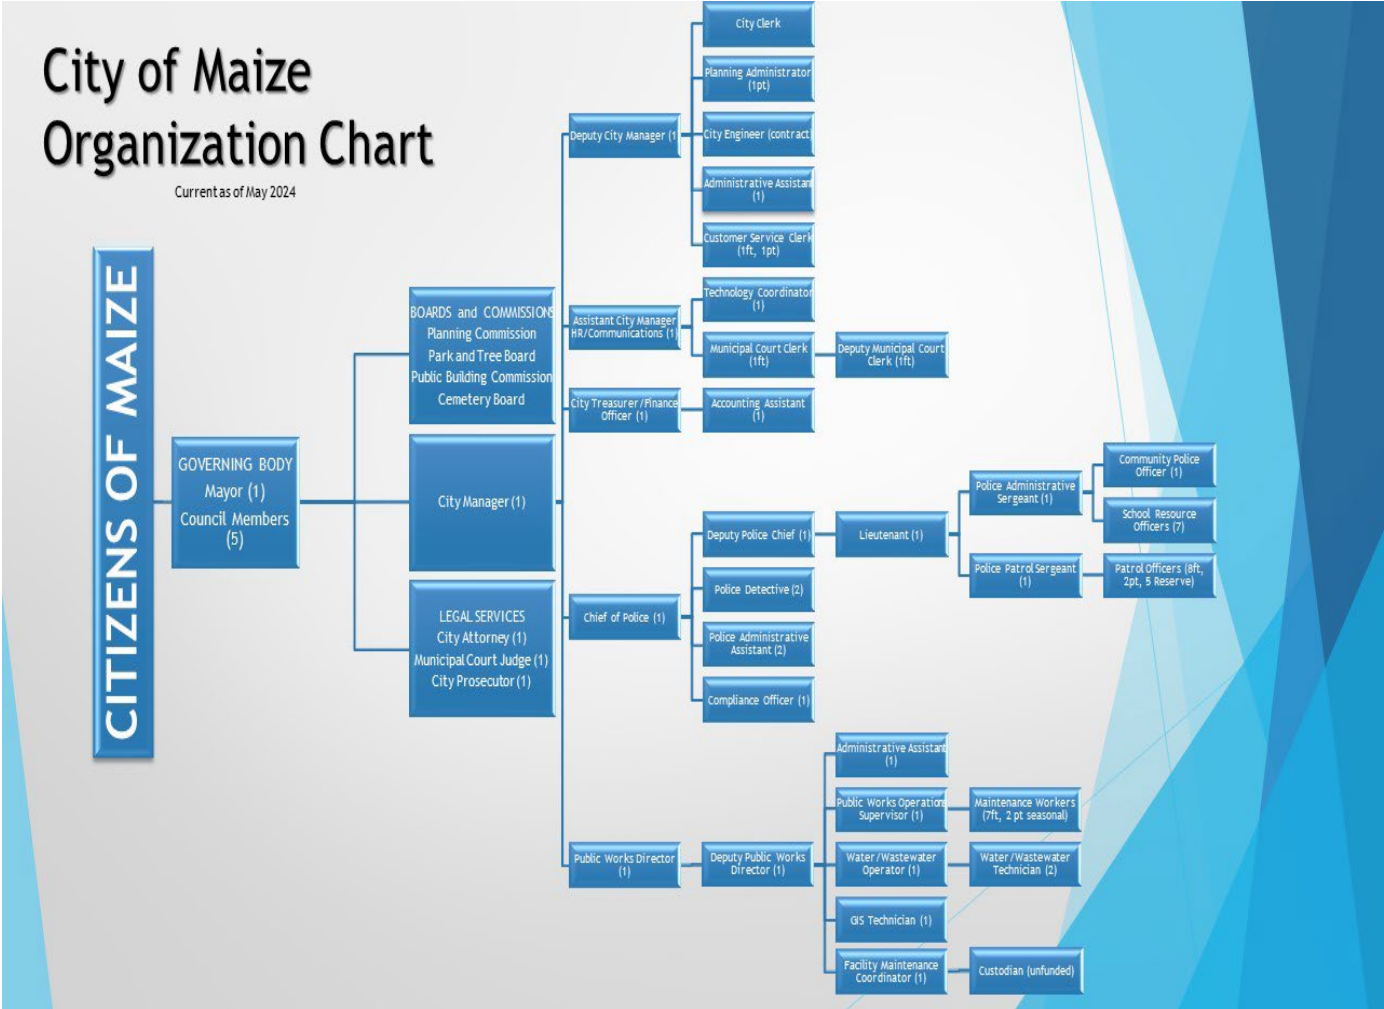 City of Maize
Organization Chart
Current as of May 2024
CITIZENS OF MAIZE
GOVERNING BODY
Mayor (1)
Council Members
(5)
BOARDS and COMMISSIONS
Planning Commission
Park and Tree Board
Public Building Commission
Cemetery Board
City Manager (1)
LEGAL SERVICES
City Attorney (1)
Municipal Court Judge (1)
City Prosecutor (1)
Deputy City Manager (1
City Clerk
Planning Administrator
(1pt)
City Engineer (contract)
Administrative Assistant
(1)
Customer Service Clerk
(1ft, 1pt)
Assistant City Manager
HR/Communications (1)
Technology Coordinator
(1)
Municipal Court Clerk
(1ft)
Deputy Municipal Court
Clerk (1ft)
City Treasurer/Finance
Officer (1)
Accounting Assistant
(1)
Chief of Police (1)
Deputy Police Chief (1)
Lieutenant (1)
Police Administrative
Sergeant (1)
Community Police
Officer (1)
School Resource
Officers (7)
Police Patrol Sergeant
(1)
Patrol Officers (8ft,
2pt, 5 Reserve)
Police Detective (2)
Police Administrative
Assistant (2)
Compliance Officer (1)
Public Works Director
(1)
Deputy Public Works
Director (1)
Administrative Assistant
(1)
Public Works Operations
Supervisor (1)
Maintenance Workers
(7ft, 2 pt seasonal)
Water/Wastewater
Operator (1)
Water/Wastewater
Technician (2)
GIS Technician (1)
Facility Maintenance
Coordinator (1)
Custodian (unfunded)